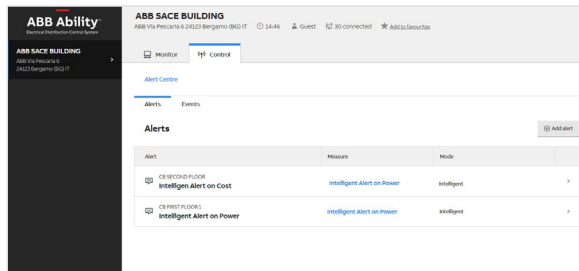 ABB Ability™
Electrical Distribution Control System
ABB SACE BUILDING
ABB Via Pescaria 6
24123 Bergamo (BG) IT
ABB SACE BUILDING
ABB Via Pescaria 6 24123 Bergamo (BG) IT 14:46 Guest 30 connected Add to favourites
Monitor Control
Alert Centre
Alerts Events
Alerts
Add alert
Alert Measure Mode
CB SECOND FLOOR
Intelligen Alert on Cost Intelligent Alert on Power Intelligent
CB FIRST FLOOR 1
Intelligent Alert on Power Intelligent Alert on Power Intelligent